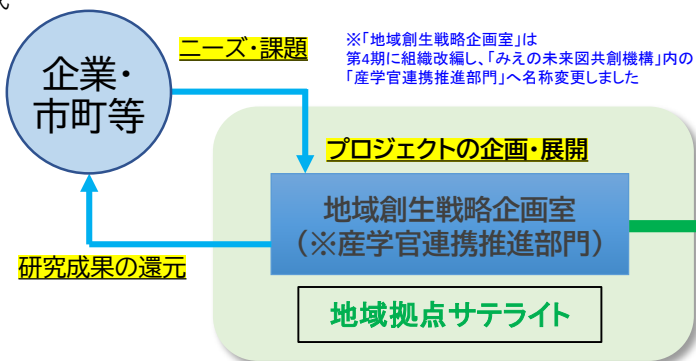 ニーズ・課題
※「地域創生戦略企画室」は
第4期に組織改編し、「みえの未来図共創機構」内の
「産学官連携推進部門」へ名称変更しました
企業・
市町等
プロジェクトの企画・展開
地域創生戦略企画室
（※産学官連携推進部門）
研究成果の還元
地域拠点サテライト